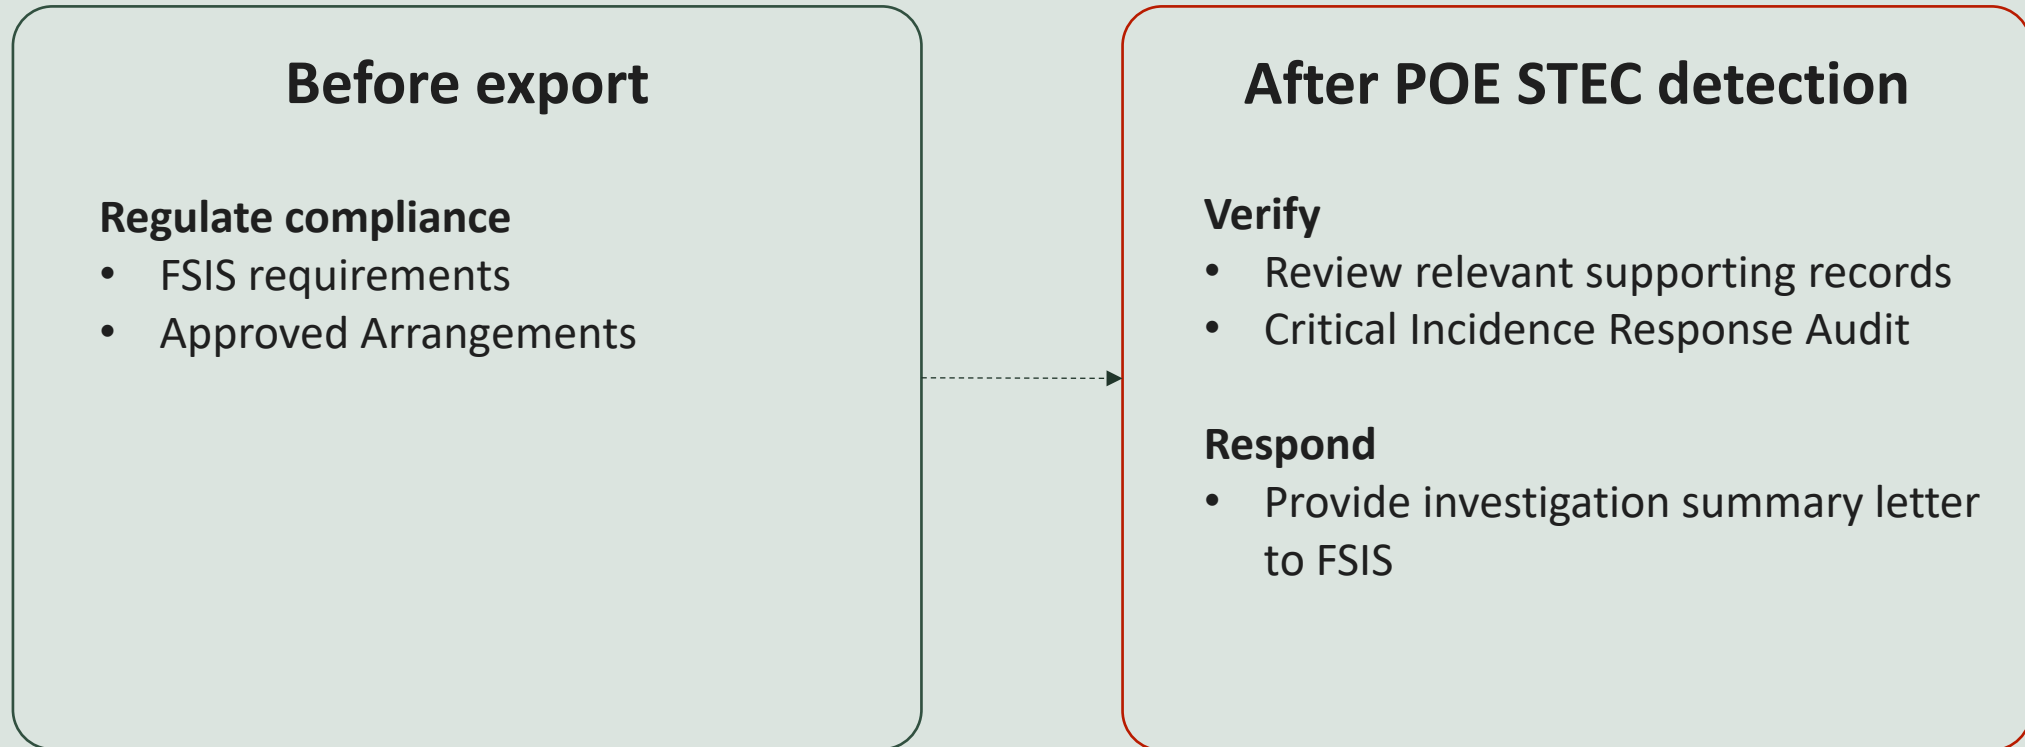 Before export
Regulate compliance
• FSIS requirements
• Approved Arrangements
After POE STEC detection
Verify
• Review relevant supporting records
• Critical Incidence Response Audit
Respond
• Provide investigation summary letter
to FSIS